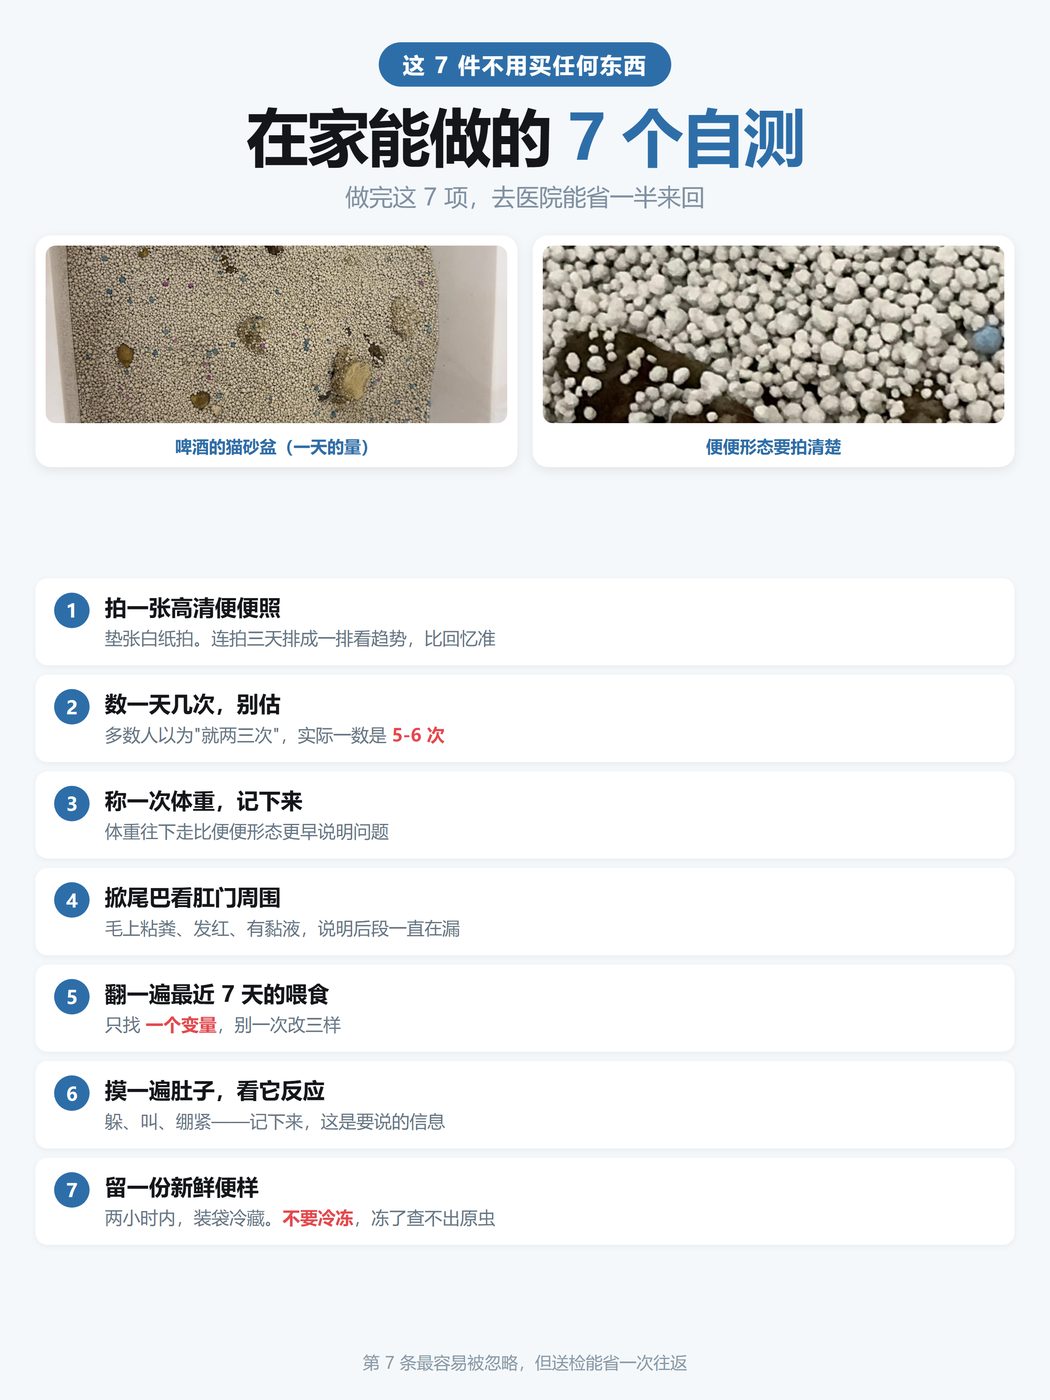 这 7 件不用买任何东西
在家能做的 7 个自测
做完这 7 项，去医院能省一半来回
啤酒的猫砂盆（一天的量）
便便形态要拍清楚
1
拍一张高清便便照
垫张白纸拍。连拍三天排成一排看趋势，比回忆准
2
数一天几次，别估
多数人以为"就两三次"，实际一数是 5-6 次
3
称一次体重，记下来
体重往下走比便便形态更早说明问题
4
掀尾巴看肛门周围
毛上粘粪、发红、有黏液，说明后段一直在漏
5
翻一遍最近 7 天的喂食
只找 一个变量，别一次改三样
6
摸一遍肚子，看它反应
躲、叫、绷紧——记下来，这是要说的信息
7
留一份新鲜便样
两小时内，装袋冷藏。不要冷冻，冻了查不出原虫
第 7 条最容易被忽略，但送检能省一次往返